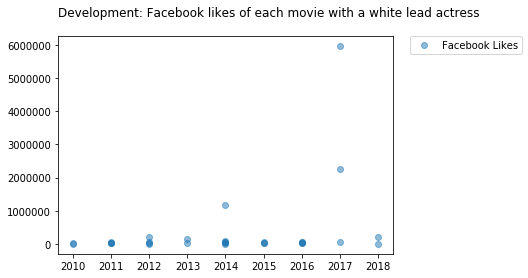 Development: Facebook likes of each movie with a white lead actress
Facebook Likes
6000000
5000000
4000000
3000000
2000000
1000000
0
2010 2011 2012 2013 2014 2015 2016 2017 2018